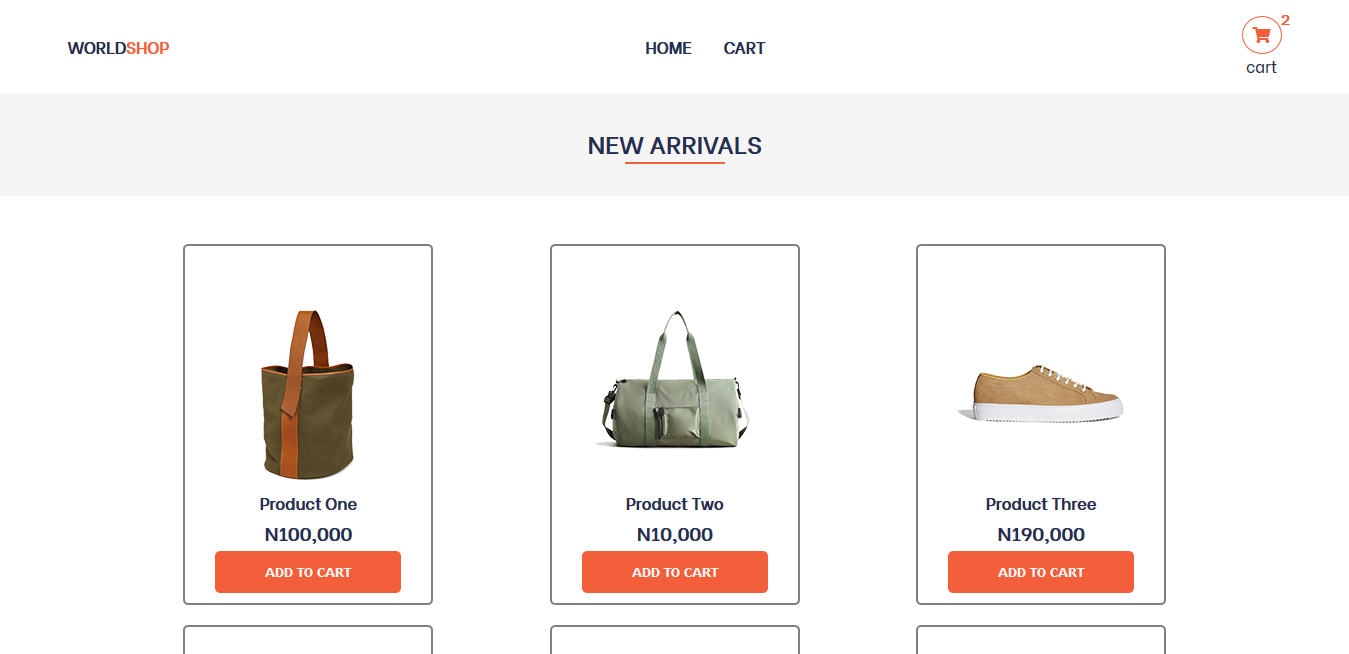 WORLDSHOP
HOME CART
2
cart
NEW ARRIVALS
Product One
N100,000
ADD TO CART
Product Two
N10,000
ADD TO CART
Product Three
N190,000
ADD TO CART